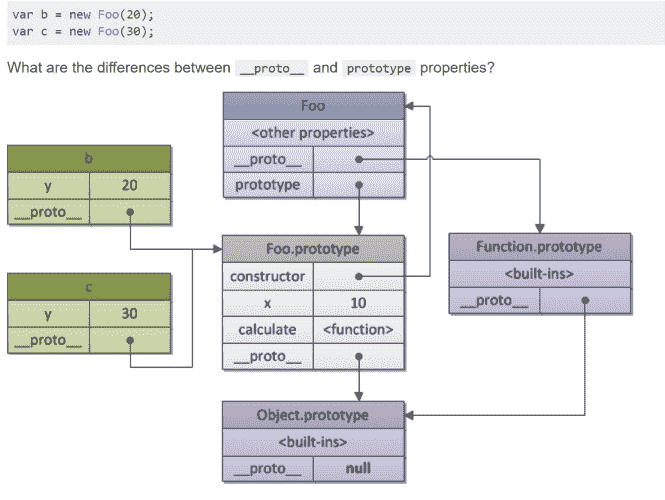 var b = new Foo(20);
var c = new Foo(30);
What are the differences between __proto__ and prototype properties?
Foo
<other properties>
__proto__
prototype
b
y 20
__proto__
Foo.prototype
constructor
x 10
calculate <function>
__proto__
Function.prototype
<built-ins>
__proto__
c
y 30
__proto__
Object.prototype
<built-ins>
__proto__ null